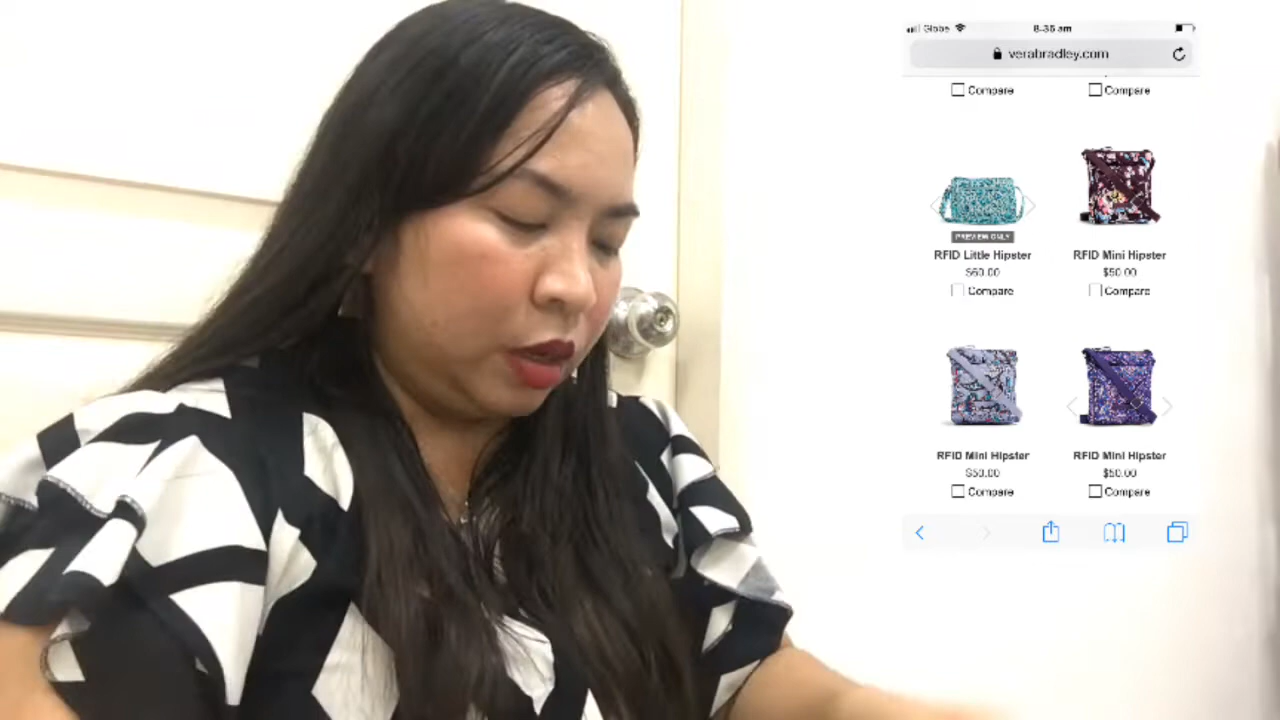 Globe 8:35 am
verabradley.com
Compare Compare
PREVIEW ONLY
RFID Little Hipster RFID Mini Hipster
$60.00 $50.00
Compare Compare
RFID Mini Hipster RFID Mini Hipster
$50.00 $50.00
Compare Compare